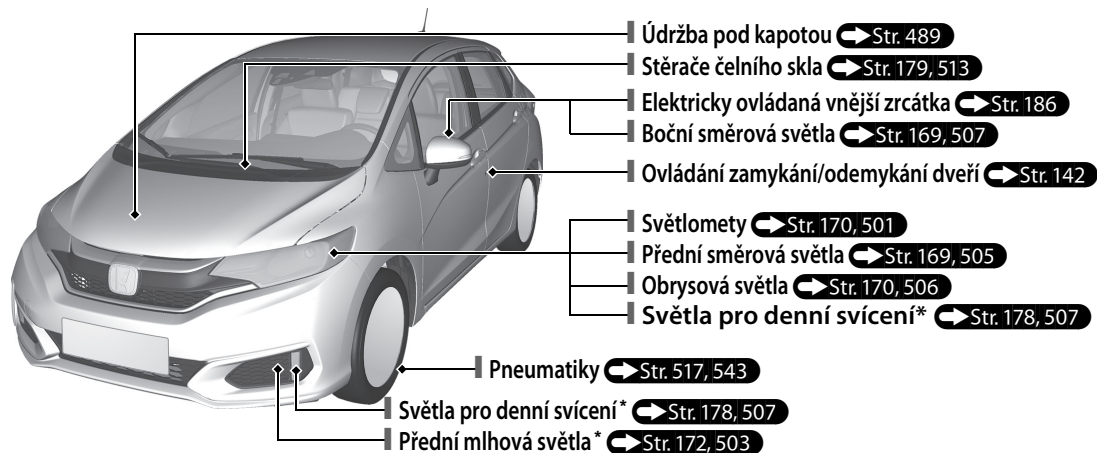 Údržba pod kapotou Str. 489
Stěrače čelního skla Str. 179, 513
Elektricky ovládaná vnější zrcátka Str. 186
Boční směrová světla Str. 169, 507
Ovládání zamykání/odemykání dveří Str. 142
Světlomety Str. 170, 501
Přední směrová světla Str. 169, 505
Obrysová světla Str. 170, 506
Světla pro denní svícení* Str. 178, 507
Pneumatiky Str. 517, 543
Světla pro denní svícení* Str. 178, 507
Přední mlhová světla* Str. 172, 503